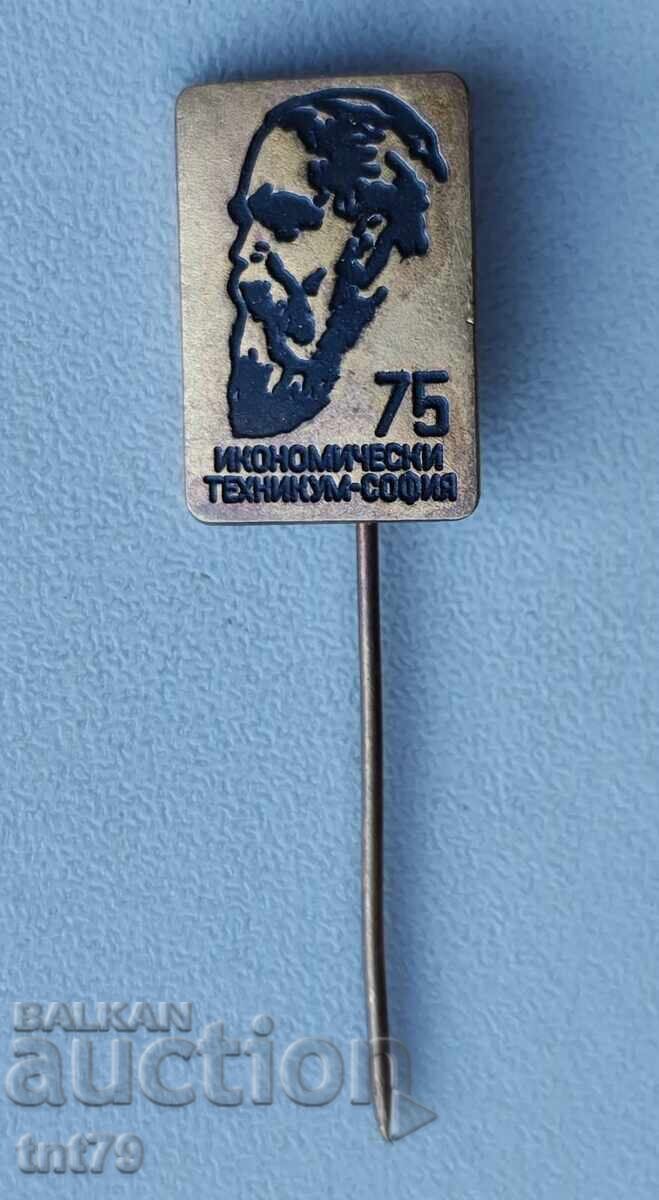 75
ИКОНОМИЧЕСКИ
ТЕХНИКУМ-СОФИЯ
BALKAN
auction
tnt79